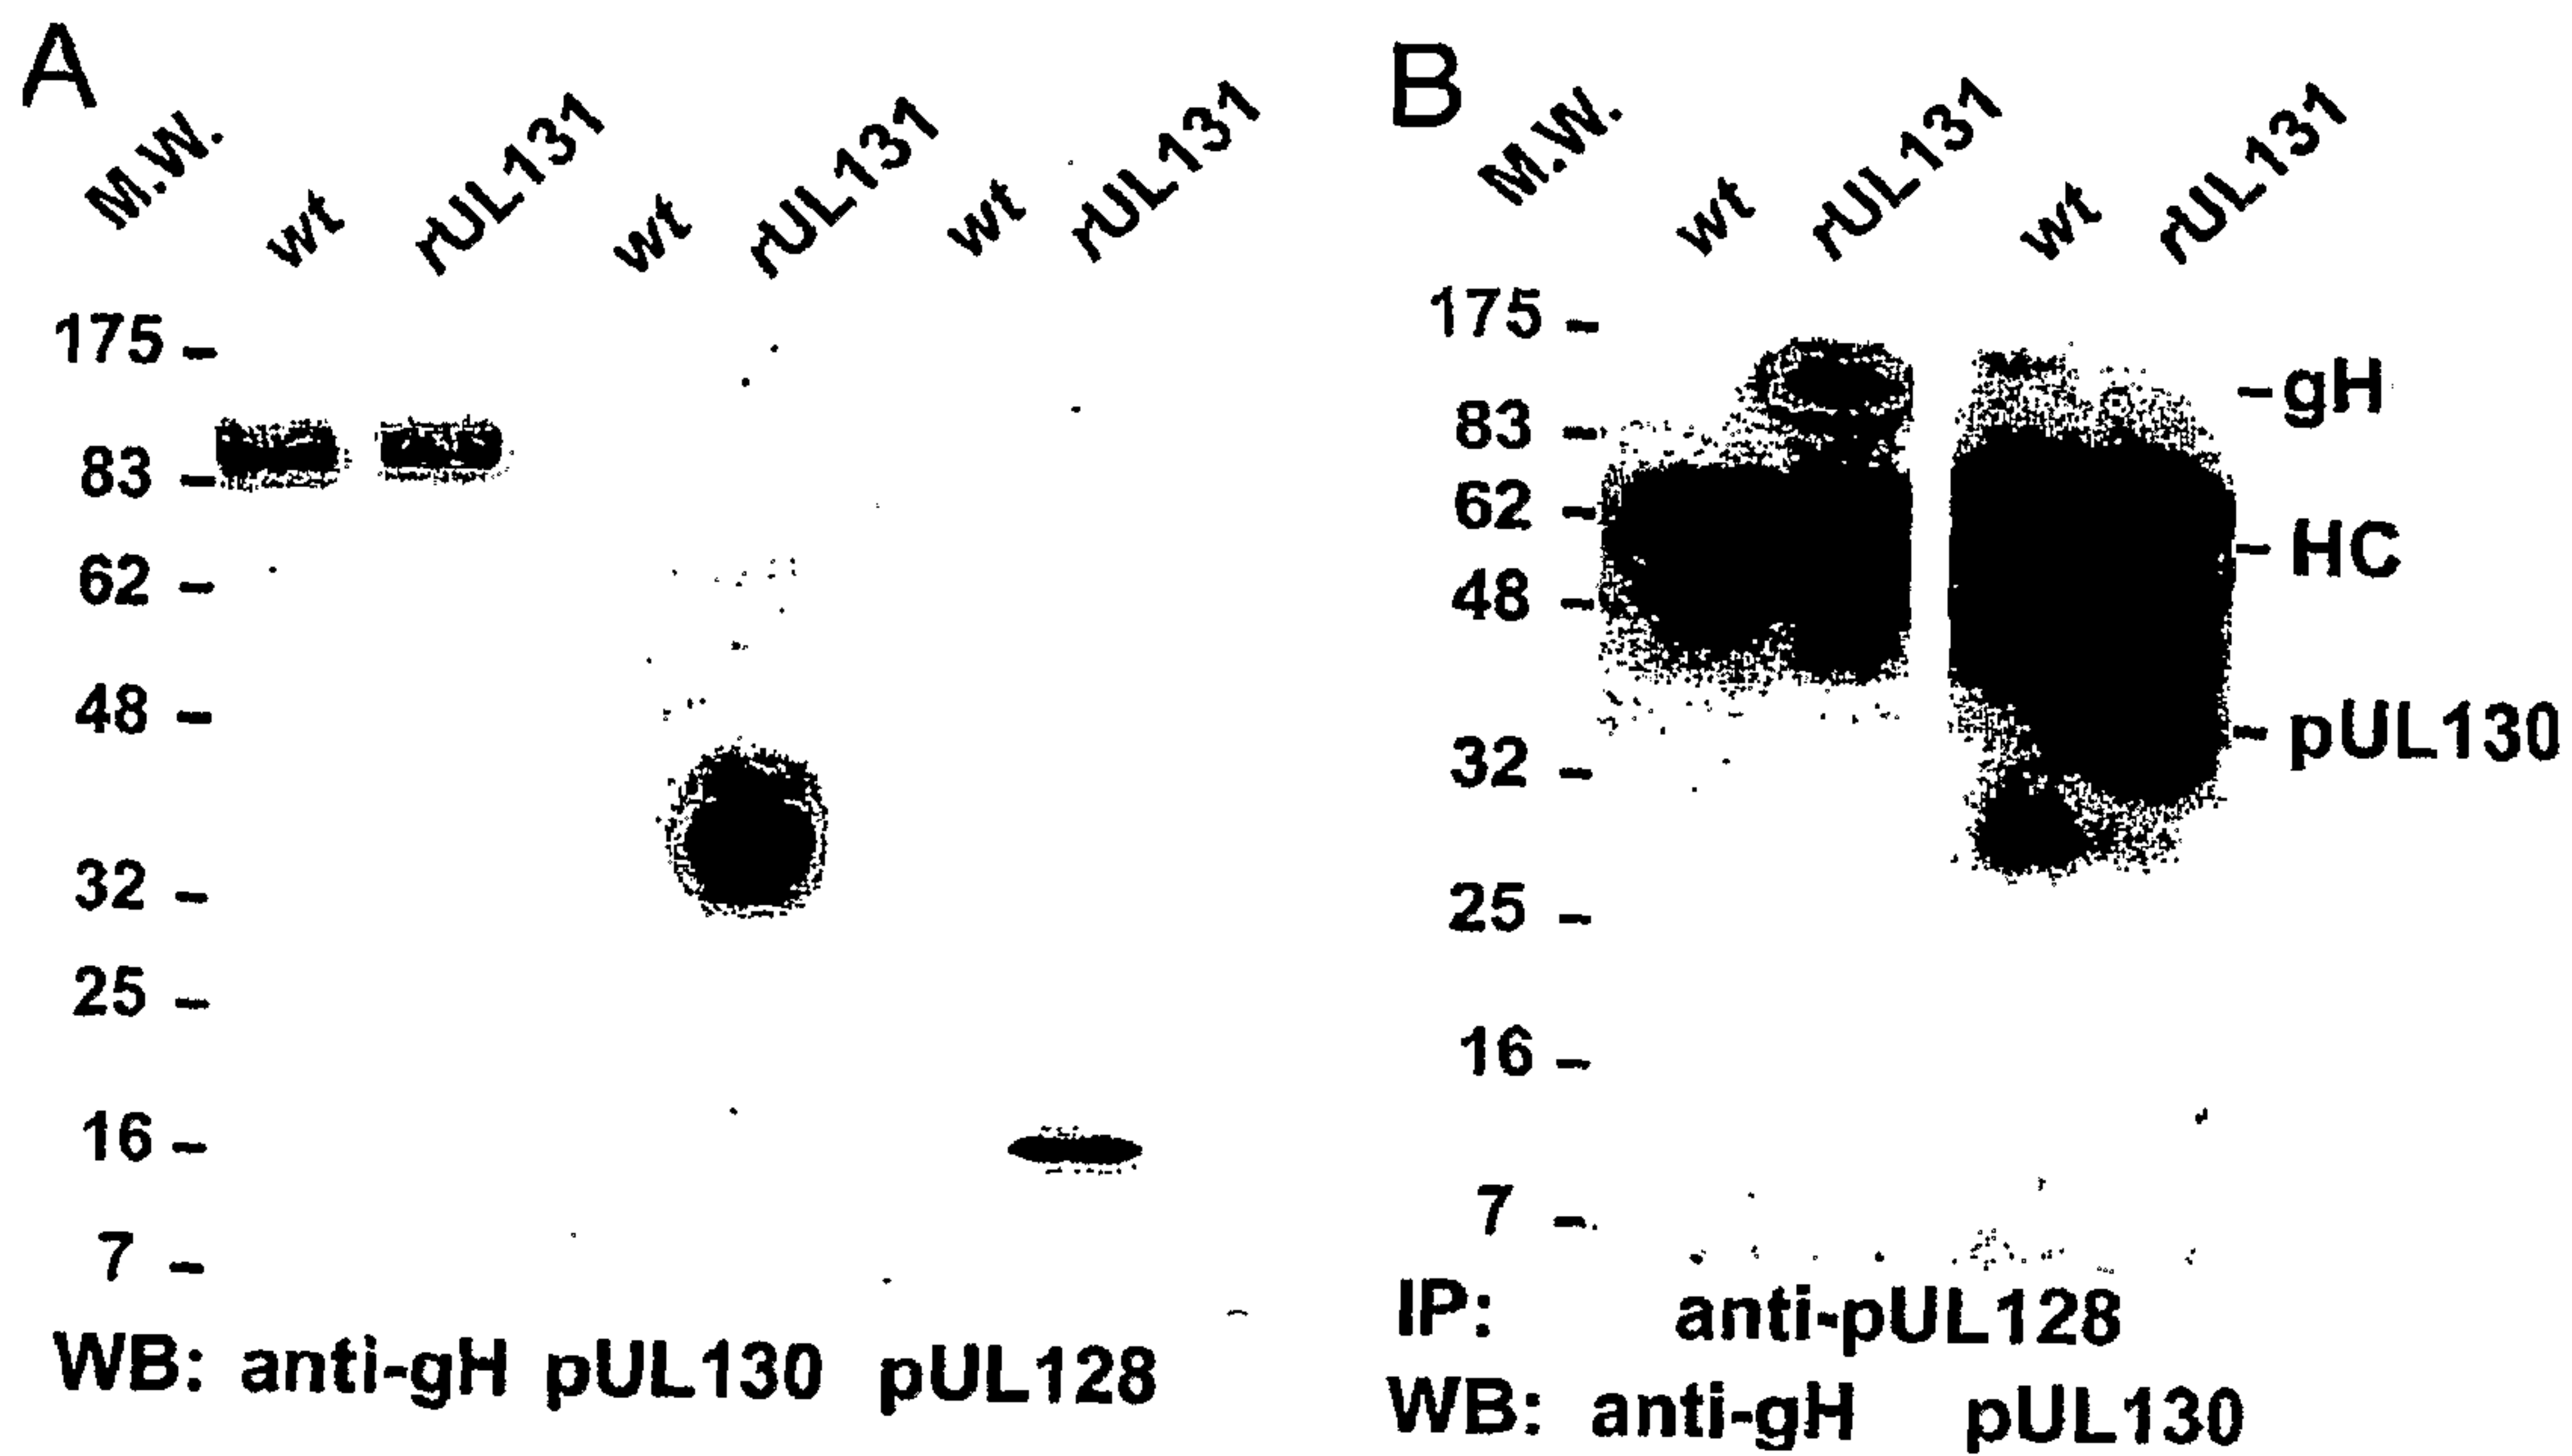 A
M.W. wt rUL131 wt rUL131 wt rUL131
175
83
62
48
32
25
16
7
WB: anti-gH pUL130 pUL128
B
M.W. wt rUL131 wt rUL131
175
83
62
48
32
25
16
7
gH
HC
pUL130
IP: anti-pUL128
WB: anti-gH pUL130